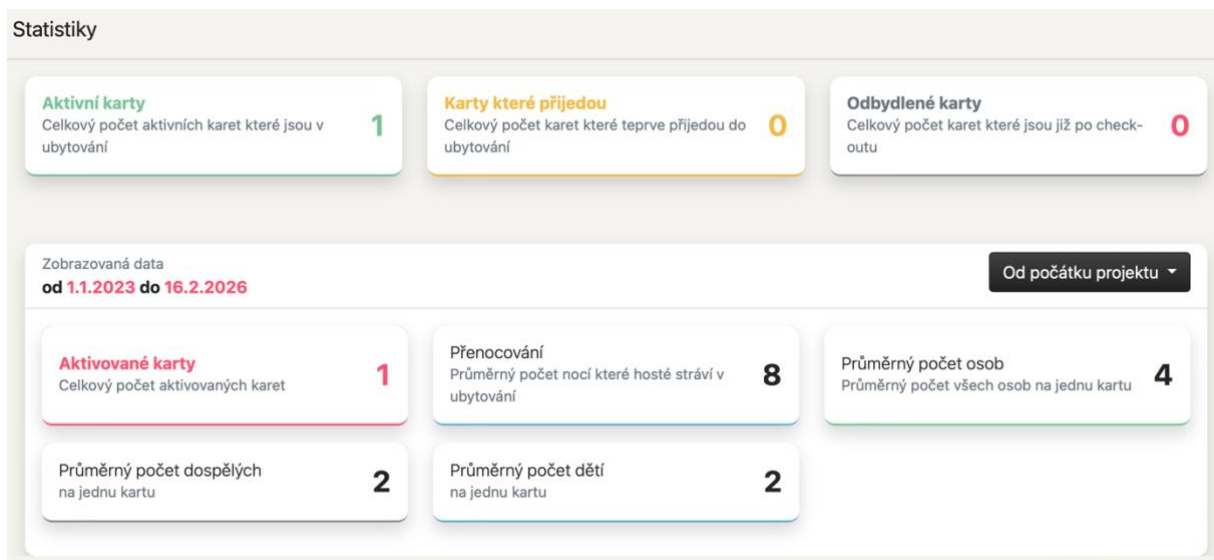 Statistiky
Aktivní karty
Celkový počet aktivních karet které jsou v
ubytování
1
Karty které přijedou
Celkový počet karet které teprve přijedou do
ubytování
0
Odbydlené karty
Celkový počet karet které jsou již po check-
outu
0
Zobrazovaná data
od 1.1.2023 do 16.2.2026
Od počátku projektu
Aktivované karty
Celkový počet aktivovaných karet
1
Přenocování
Průměrný počet nocí které hosté stráví v
ubytování
8
Průměrný počet osob
Průměrný počet všech osob na jednu kartu
4
Průměrný počet dospělých
na jednu kartu
2
Průměrný počet dětí
na jednu kartu
2